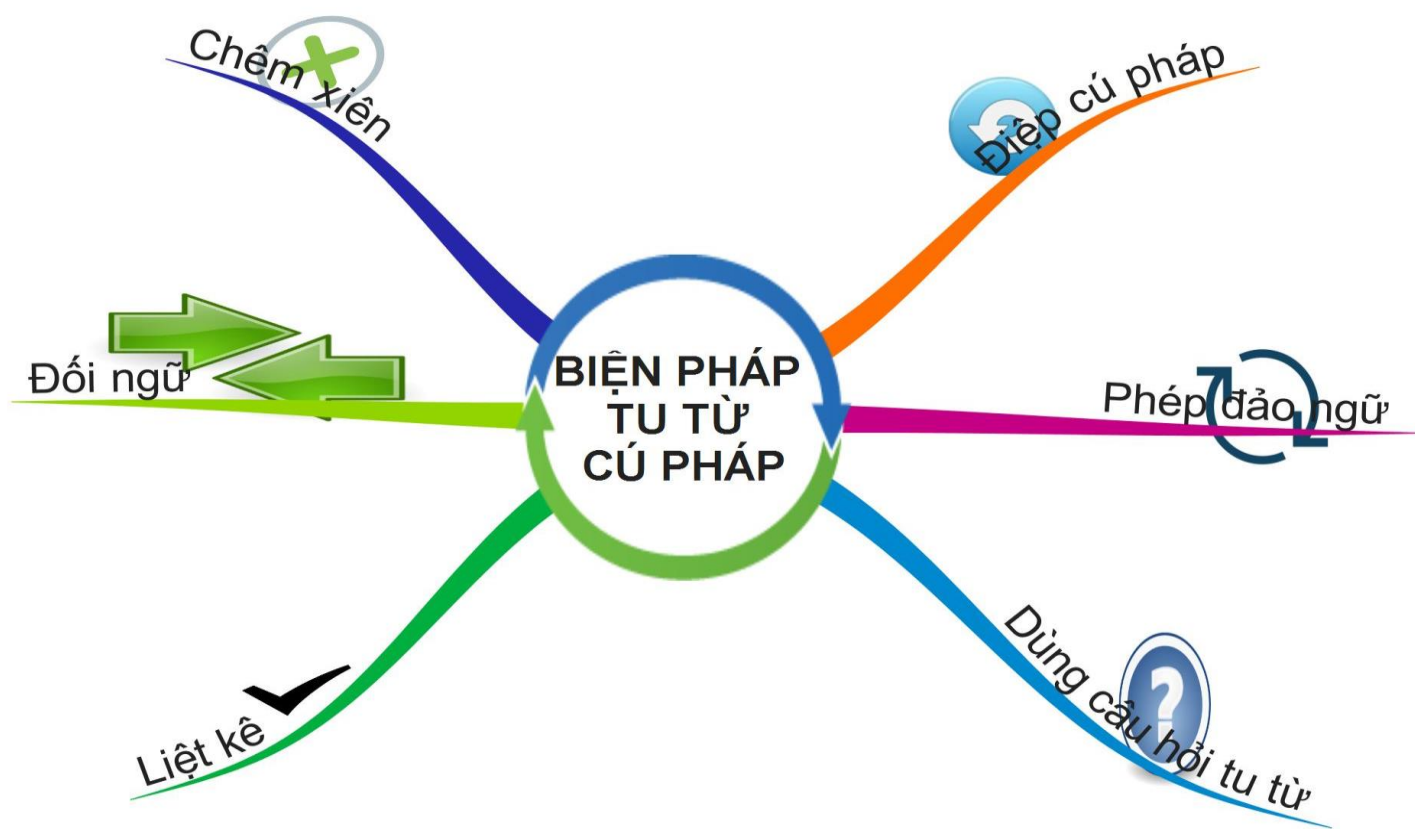 Chêm xiên
Điệp cú pháp
Đối ngữ
BIỆN PHÁP
TU TỪ
CÚ PHÁP
Phép đảo ngữ
Liệt kê
Dùng câu hỏi tu từ